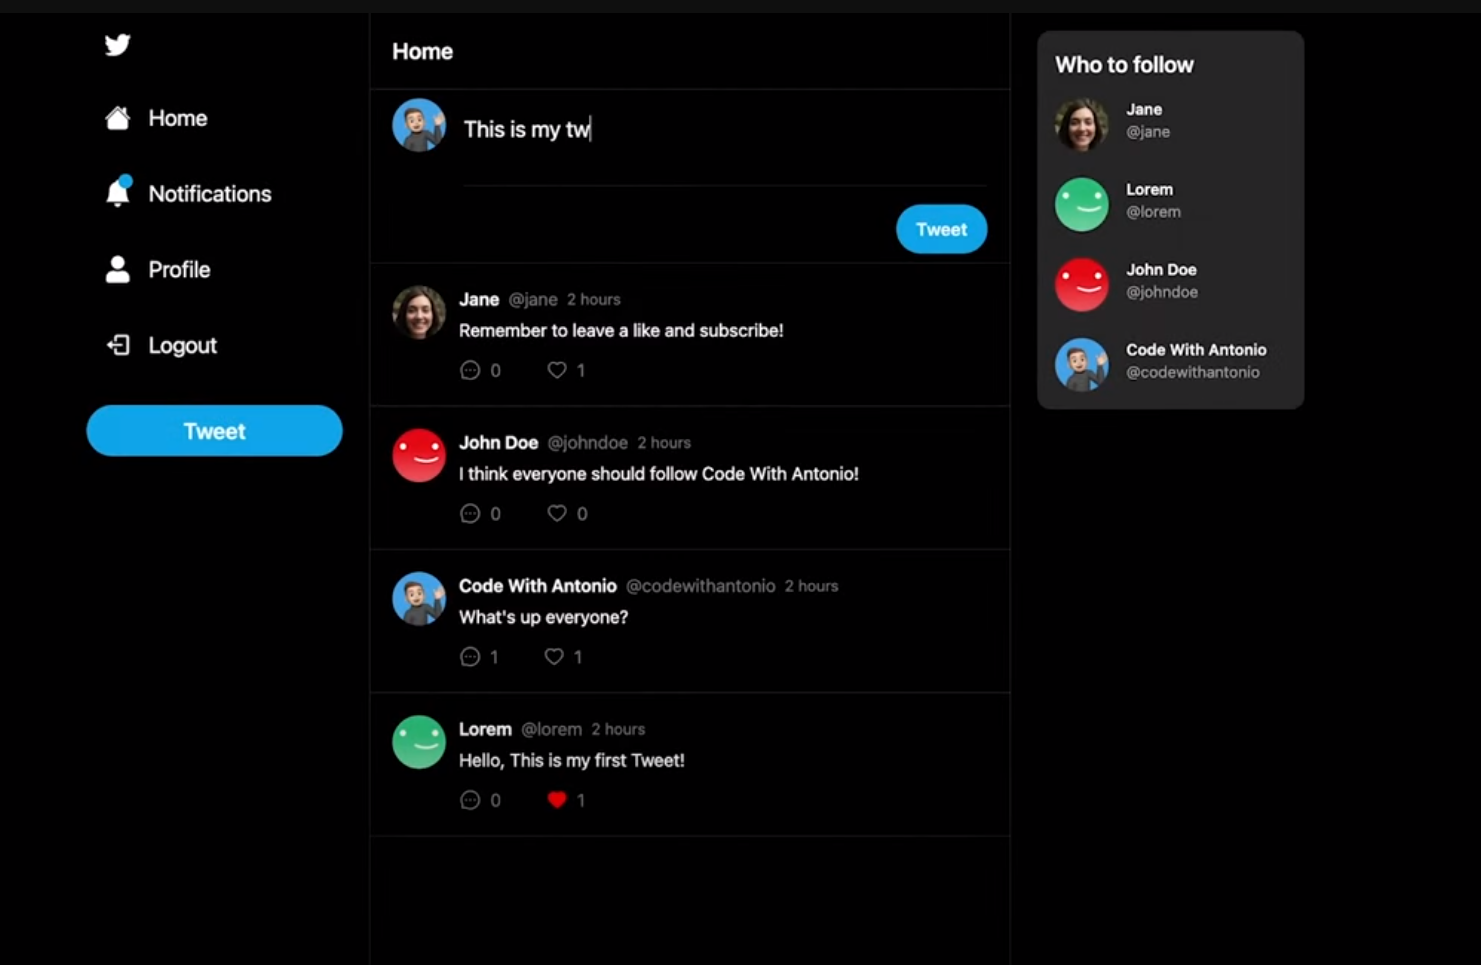 Home
Notifications
Profile
Logout
Tweet
Home
This is my tw
Tweet
Jane @jane 2 hours
Remember to leave a like and subscribe!
0 1
John Doe @johndoe 2 hours
I think everyone should follow Code With Antonio!
0 0
Code With Antonio @codewithantonio 2 hours
What's up everyone?
1 1
Lorem @lorem 2 hours
Hello, This is my first Tweet!
0 1
Who to follow
Jane
@jane
Lorem
@lorem
John Doe
@johndoe
Code With Antonio
@codewithantonio